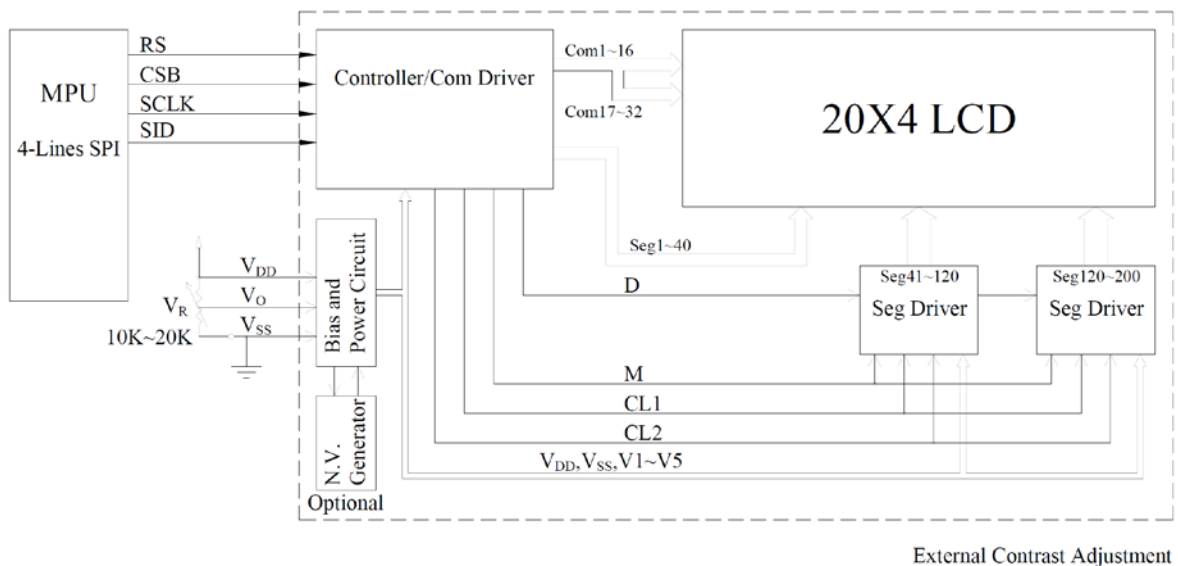 RS
CSB
SCLK
SID
MPU
4-Lines SPI
Controller/Com Driver
Com1~16
Com17~32
20X4 LCD
Seg1~40
VDD
VO
VR
VSS
10K~20K
Bias and
Power Circuit
D
Seg41~120
Seg Driver
Seg120~200
Seg Driver
M
CL1
CL2
N.V.
Generator
VDD,VSS,V1~V5
Optional
External Contrast Adjustment